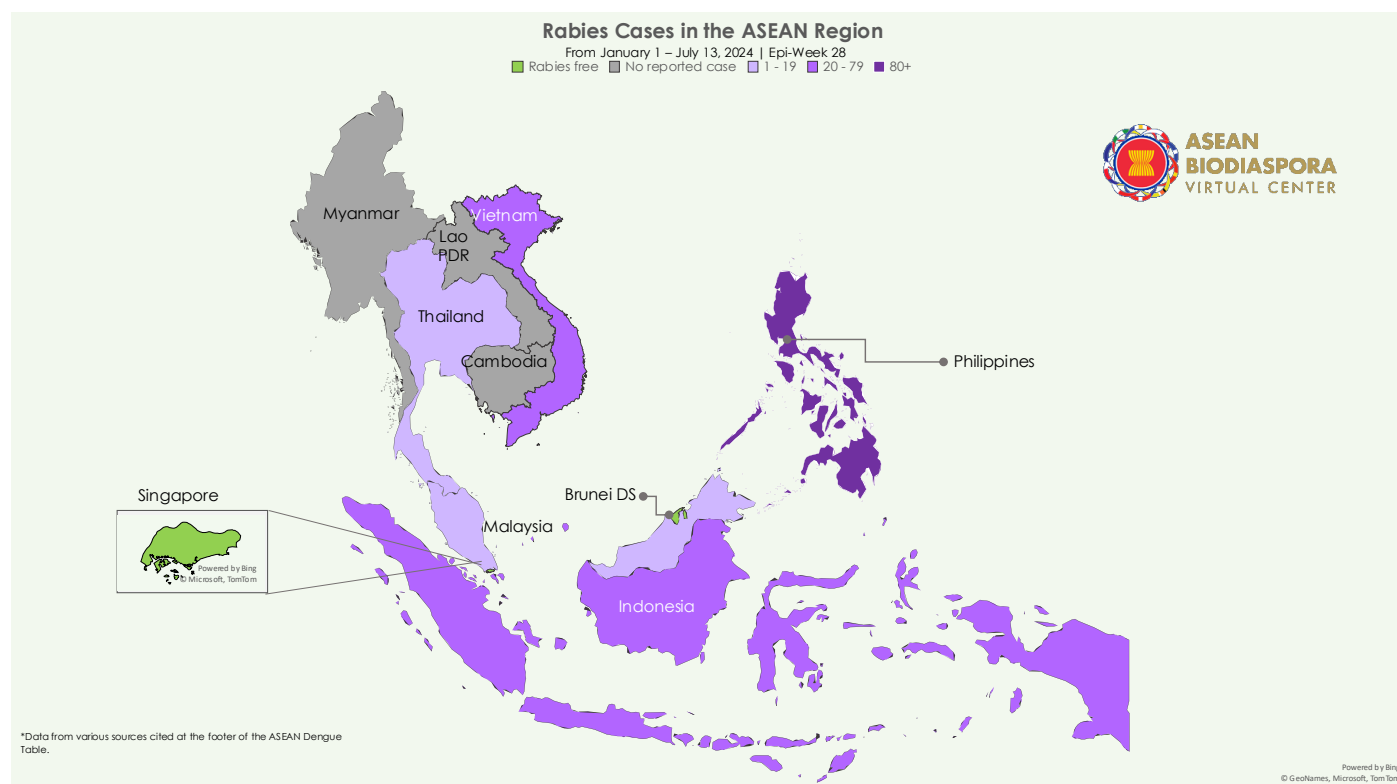 Rabies Cases in the ASEAN Region
From January 1 – July 13, 2024 | Epi-Week 28
Rabies free No reported case 1 - 19 20 - 79 80+
ASEAN
BIODIASPORA
VIRTUAL CENTER
Myanmar
Vietnam
Lao
PDR
Thailand
Cambodia
Philippines
Singapore
Brunei DS
Malaysia
Powered by Bing
© Microsoft, TomTom
Indonesia
*Data from various sources cited at the footer of the ASEAN Dengue
Table.
Powered by Bing
© GeoNames, Microsoft, TomTom